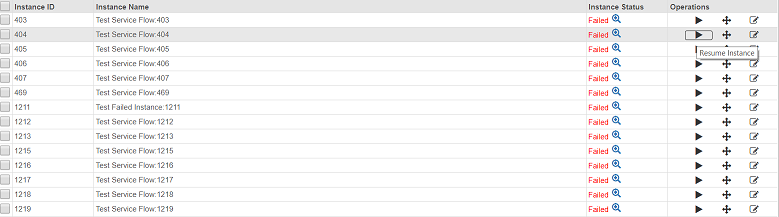 Instance ID Instance Name Instance Status Operations
403 Test Service Flow:403 Failed
404 Test Service Flow:404 Failed
405 Test Service Flow:405 Failed
Resume Instance
406 Test Service Flow:406 Failed
407 Test Service Flow:407 Failed
469 Test Service Flow:469 Failed
1211 Test Failed Instance:1211 Failed
1212 Test Service Flow:1212 Failed
1213 Test Service Flow:1213 Failed
1215 Test Service Flow:1215 Failed
1216 Test Service Flow:1216 Failed
1217 Test Service Flow:1217 Failed
1218 Test Service Flow:1218 Failed
1219 Test Service Flow:1219 Failed